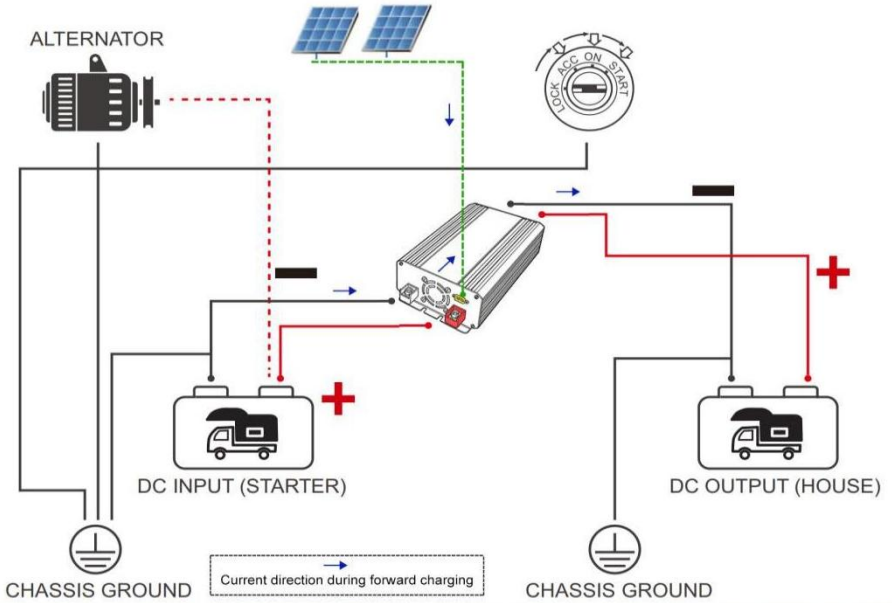 ALTERNATOR
LOCK ACC ON START
DC INPUT (STARTER)
DC OUTPUT (HOUSE)
CHASSIS GROUND
Current direction during forward charging
CHASSIS GROUND